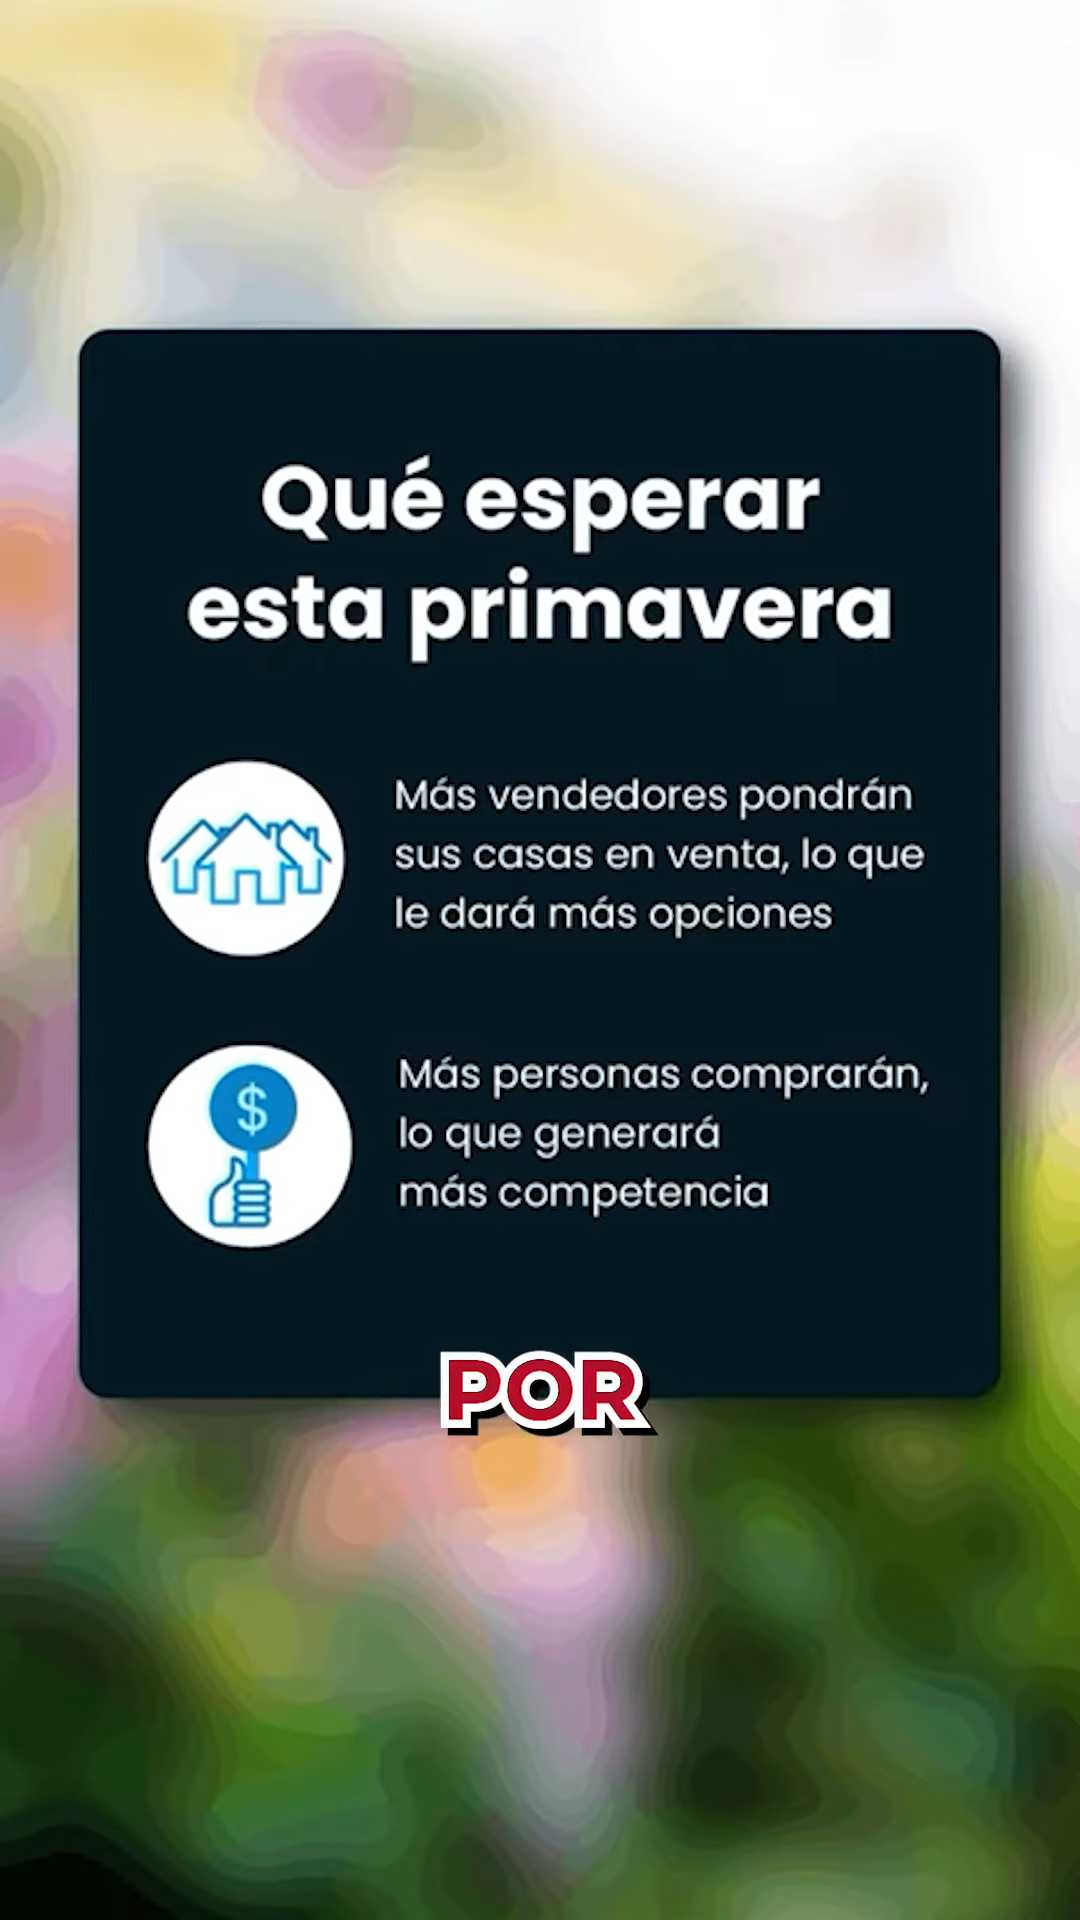 Qué esperar
esta primavera
Más vendedores pondrán
sus casas en venta, lo que
le dará más opciones
$
Más personas comprarán,
lo que generará
más competencia
POR